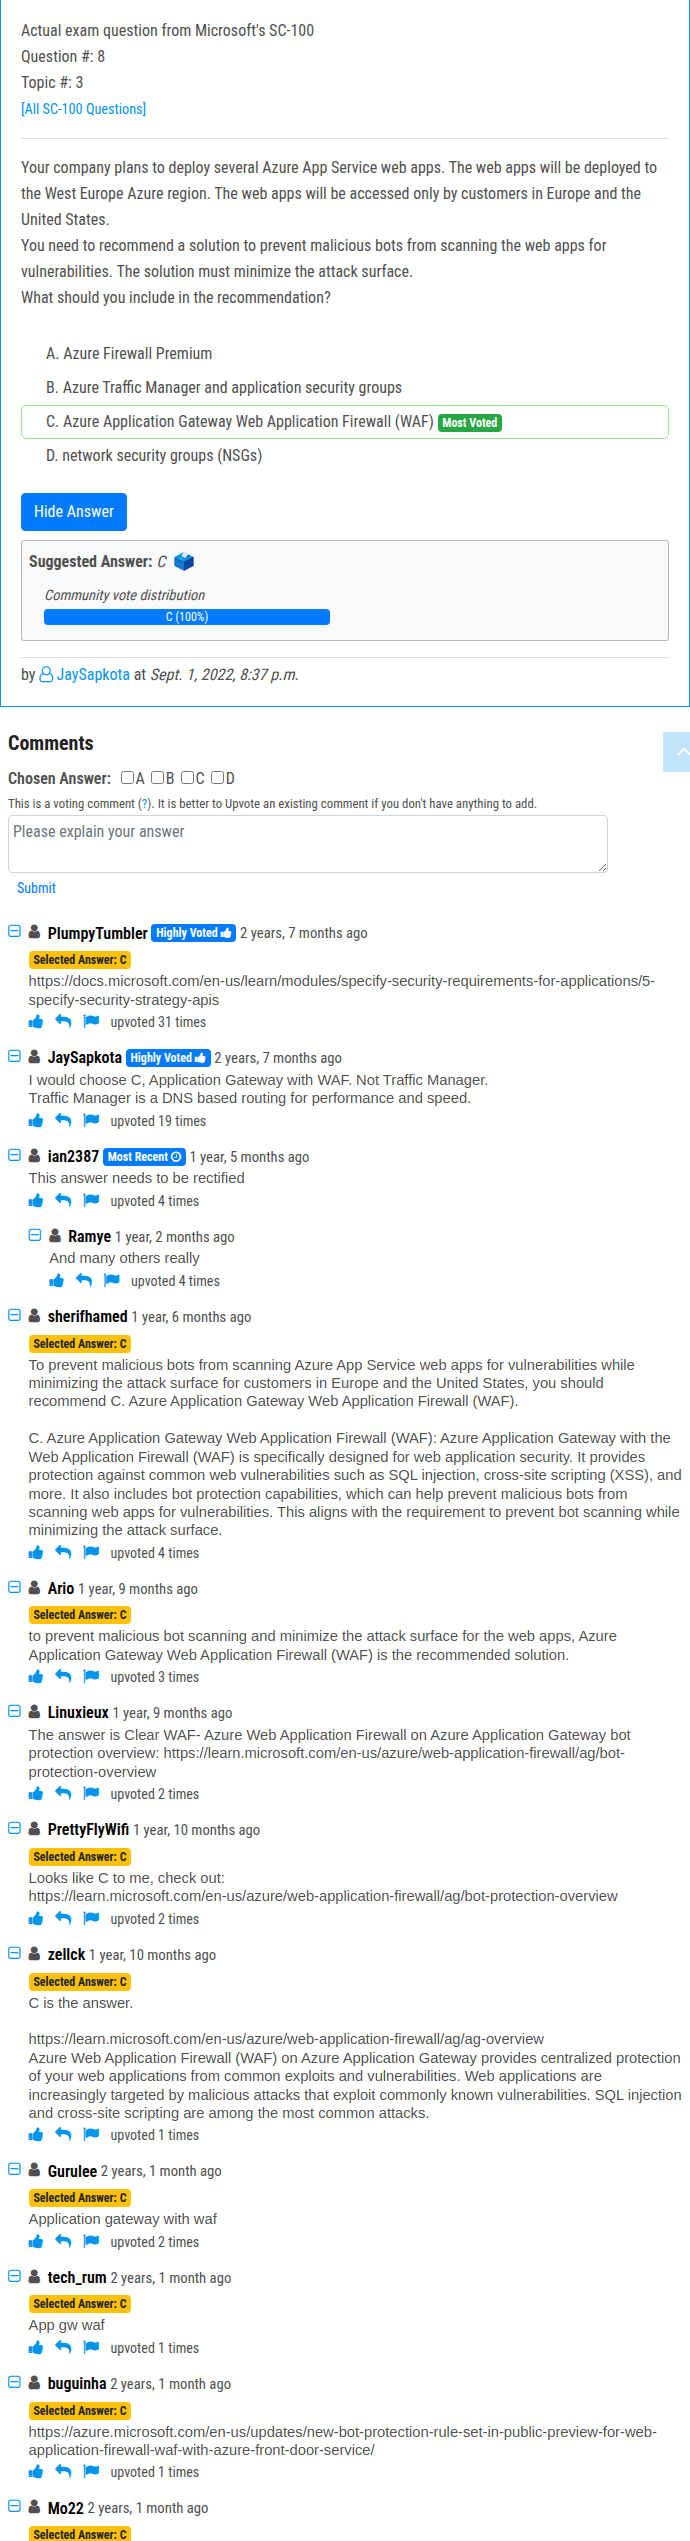 Actual exam question from Microsoft's SC-100
Question #: 8
Topic #: 3
[All SC-100 Questions]
Your company plans to deploy several Azure App Service web apps. The web apps will be deployed to
the West Europe Azure region. The web apps will be accessed only by customers in Europe and the
United States.
You need to recommend a solution to prevent malicious bots from scanning the web apps for
vulnerabilities. The solution must minimize the attack surface.
What should you include in the recommendation?
A. Azure Firewall Premium
B. Azure Traffic Manager and application security groups
C. Azure Application Gateway Web Application Firewall (WAF) Most Voted
D. network security groups (NSGs)
Hide Answer
Suggested Answer: C
Community vote distribution
C (100%)
by JaySapkota at Sept. 1, 2022, 8:37 p.m.
Comments
Chosen Answer: A B C D
This is a voting comment (?). It is better to Upvote an existing comment if you don't have anything to add.
Please explain your answer
Submit
PlumpyTumbler Highly Voted 2 years, 7 months ago
Selected Answer: C
https://docs.microsoft.com/en-us/learn/modules/specify-security-requirements-for-applications/5-
specify-security-strategy-apis
upvoted 31 times
JaySapkota Highly Voted 2 years, 7 months ago
I would choose C, Application Gateway with WAF. Not Traffic Manager.
Traffic Manager is a DNS based routing for performance and speed.
upvoted 19 times
ian2387 Most Recent 1 year, 5 months ago
This answer needs to be rectified
upvoted 4 times
Ramye 1 year, 2 months ago
And many others really
upvoted 4 times
sherifhamed 1 year, 6 months ago
Selected Answer: C
To prevent malicious bots from scanning Azure App Service web apps for vulnerabilities while
minimizing the attack surface for customers in Europe and the United States, you should
recommend C. Azure Application Gateway Web Application Firewall (WAF).
C. Azure Application Gateway Web Application Firewall (WAF): Azure Application Gateway with the
Web Application Firewall (WAF) is specifically designed for web application security. It provides
protection against common web vulnerabilities such as SQL injection, cross-site scripting (XSS), and
more. It also includes bot protection capabilities, which can help prevent malicious bots from
scanning web apps for vulnerabilities. This aligns with the requirement to prevent bot scanning while
minimizing the attack surface.
upvoted 4 times
Ario 1 year, 9 months ago
Selected Answer: C
to prevent malicious bot scanning and minimize the attack surface for the web apps, Azure
Application Gateway Web Application Firewall (WAF) is the recommended solution.
upvoted 3 times
Linuxieux 1 year, 9 months ago
The answer is Clear WAF- Azure Web Application Firewall on Azure Application Gateway bot
protection overview: https://learn.microsoft.com/en-us/azure/web-application-firewall/ag/bot-
protection-overview
upvoted 2 times
PrettyFlyWifi 1 year, 10 months ago
Selected Answer: C
Looks like C to me, check out:
https://learn.microsoft.com/en-us/azure/web-application-firewall/ag/bot-protection-overview
upvoted 2 times
zellck 1 year, 10 months ago
Selected Answer: C
C is the answer.
https://learn.microsoft.com/en-us/azure/web-application-firewall/ag/ag-overview
Azure Web Application Firewall (WAF) on Azure Application Gateway provides centralized protection
of your web applications from common exploits and vulnerabilities. Web applications are
increasingly targeted by malicious attacks that exploit commonly known vulnerabilities. SQL injection
and cross-site scripting are among the most common attacks.
upvoted 1 times
Gurulee 2 years, 1 month ago
Selected Answer: C
Application gateway with waf
upvoted 2 times
tech_rum 2 years, 1 month ago
Selected Answer: C
App gw waf
upvoted 1 times
buguinha 2 years, 1 month ago
Selected Answer: C
https://azure.microsoft.com/en-us/updates/new-bot-protection-rule-set-in-public-preview-for-web-
application-firewall-waf-with-azure-front-door-service/
upvoted 1 times
Mo22 2 years, 1 month ago
Selected Answer: C